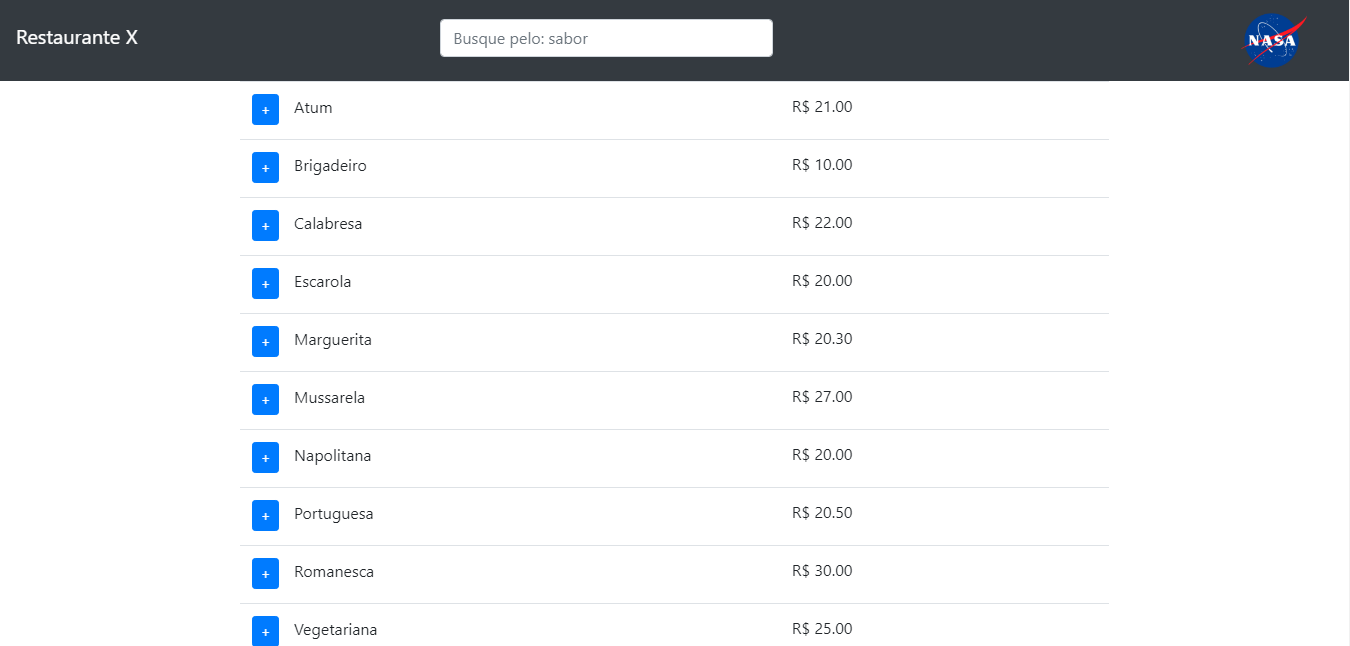 Restaurante X
Busque pelo: sabor
NASA
+ Atum R$ 21.00
+ Brigadeiro R$ 10.00
+ Calabresa R$ 22.00
+ Escarola R$ 20.00
+ Marguerita R$ 20.30
+ Mussarela R$ 27.00
+ Napolitana R$ 20.00
+ Portuguesa R$ 20.50
+ Romanesca R$ 30.00
+ Vegetariana R$ 25.00